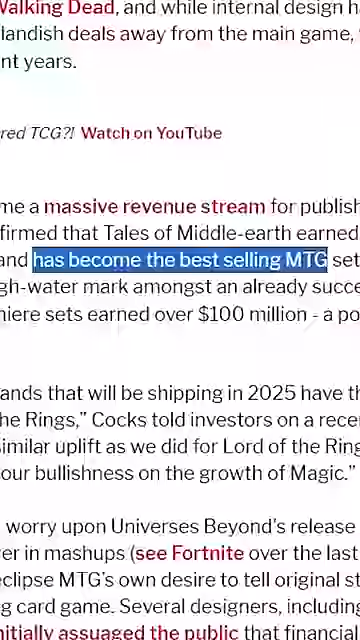 Walking Dead, and while internal design h
landish deals away from the main game,
nt years.
red TCG?! Watch on YouTube
me a massive revenue stream for publish
firmed that Tales of Middle-earth earned
and has become the best selling MTG set
gh-water mark amongst an already succe
niere sets earned over $100 million - a po
ands that will be shipping in 2025 have th
he Rings,” Cocks told investors on a rece
similar uplift as we did for Lord of the Ring
our bullishness on the growth of Magic.”
worry upon Universes Beyond's release
er in mashups (see Fortnite over the last
eclipse MTG's own desire to tell original st
g card game. Several designers, including
nitially assuaged the public that financial